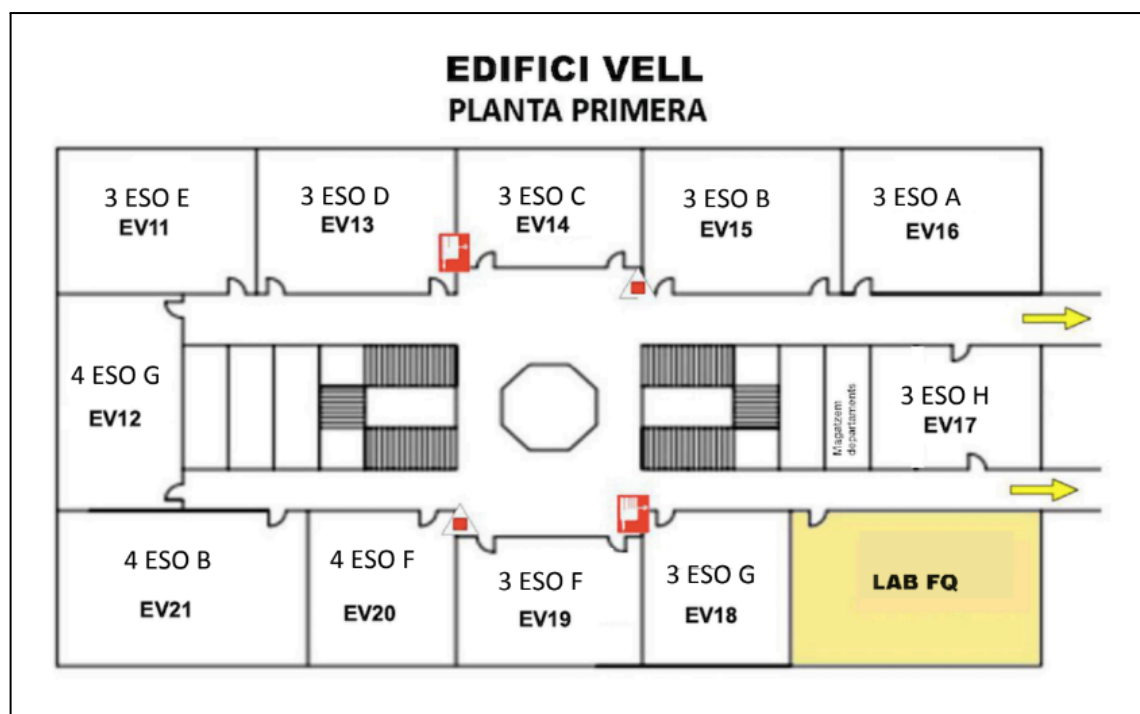 EDIFICI VELL
PLANTA PRIMERA
3 ESO E
EV11
3 ESO D
EV13
3 ESO C
EV14
3 ESO B
EV15
3 ESO A
EV16
4 ESO G
EV12
Magatzem
departaments
3 ESO H
EV17
4 ESO B
EV21
4 ESO F
EV20
3 ESO F
EV19
3 ESO G
EV18
LAB FQ